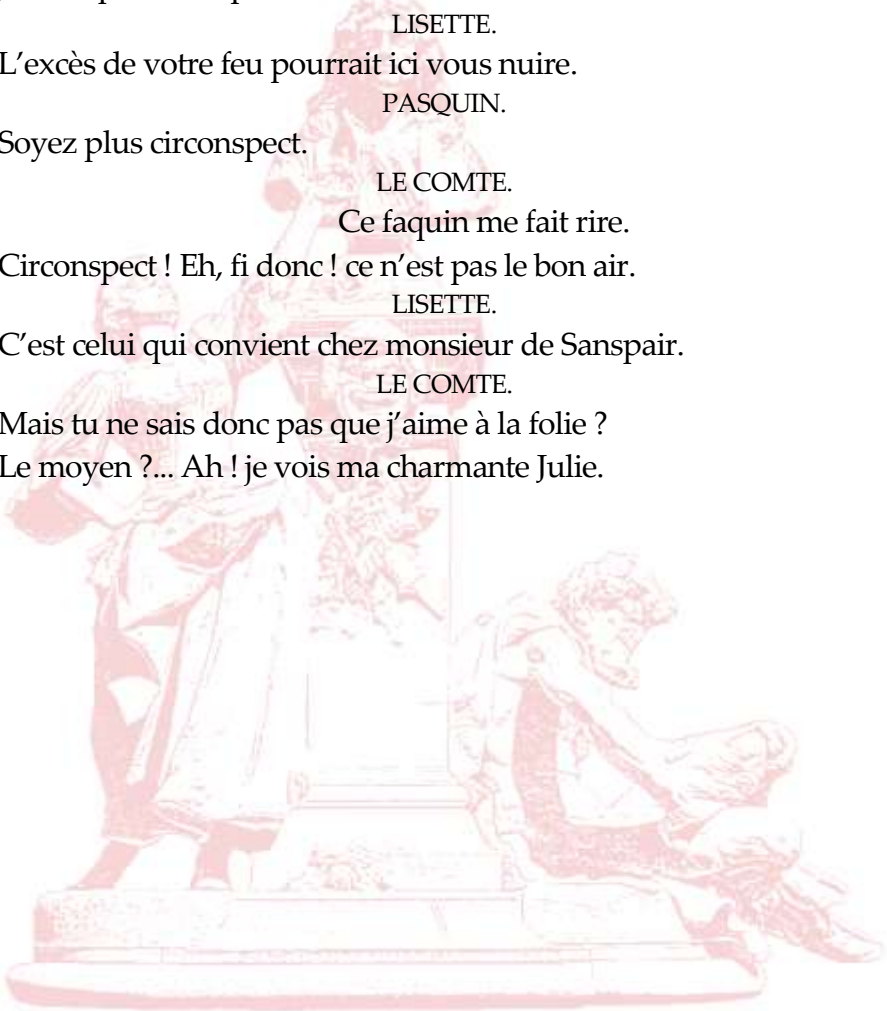 LISETTE.
L’excès de votre feu pourrait ici vous nuire.
PASQUIN.
Soyez plus circonspect.
LE COMTE.
Ce faquin me fait rire.
Circonspect ! Eh, fi donc ! ce n’est pas le bon air.
LISETTE.
C’est celui qui convient chez monsieur de Sanspair.
LE COMTE.
Mais tu ne sais donc pas que j’aime à la folie ?
Le moyen ?... Ah ! je vois ma charmante Julie.